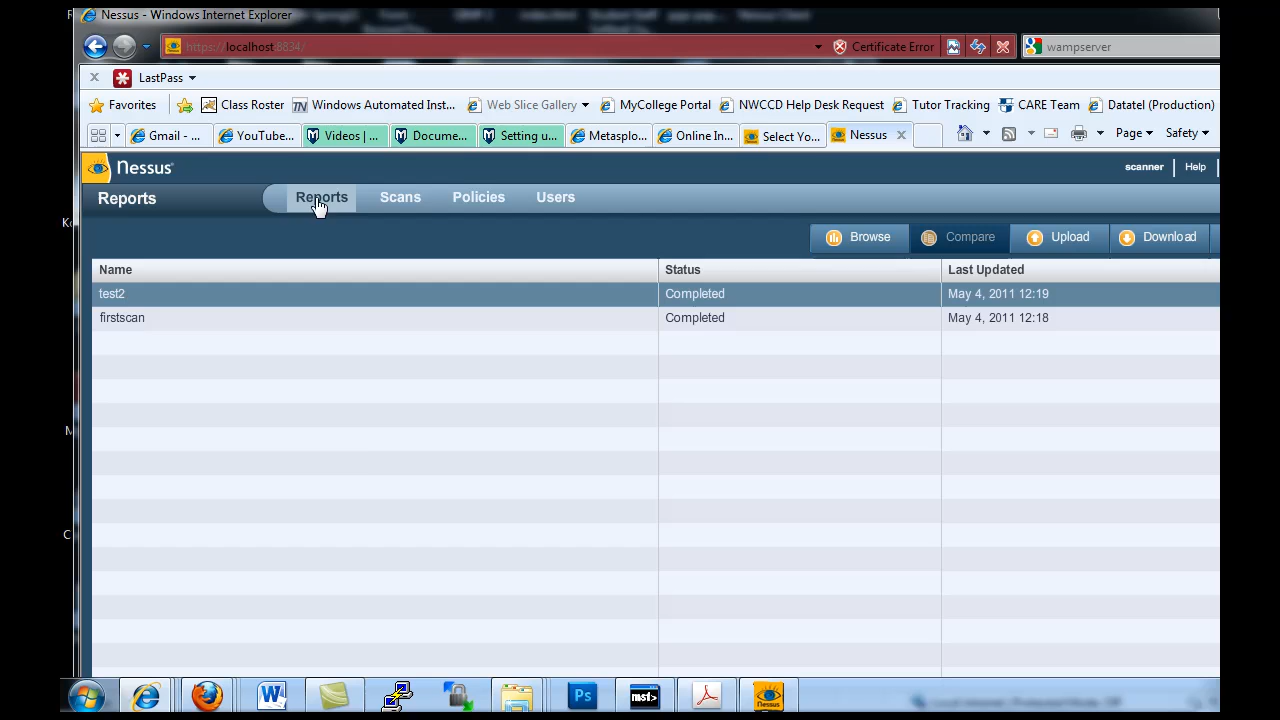 Nessus - Windows Internet Explorer
https://localhost:8834/
Certificate Error
wampserver
LastPass
Favorites
Class Roster
Windows Automated Inst...
Web Slice Gallery
MyCollege Portal
NWCCD Help Desk Request
Tutor Tracking
CARE Team
Datatel (Production)
Gmail - ...
YouTube...
Videos | ...
Docume...
Setting u...
Metasplo...
Online In...
Select Yo...
Nessus
Page
Safety
Nessus
scanner
Help
Reports
Reports
Scans
Policies
Users
Browse
Compare
Upload
Download
Name Status Last Updated
test2 Completed May 4, 2011 12:19
firstscan Completed May 4, 2011 12:18
W
Ps
msf>
Nessus